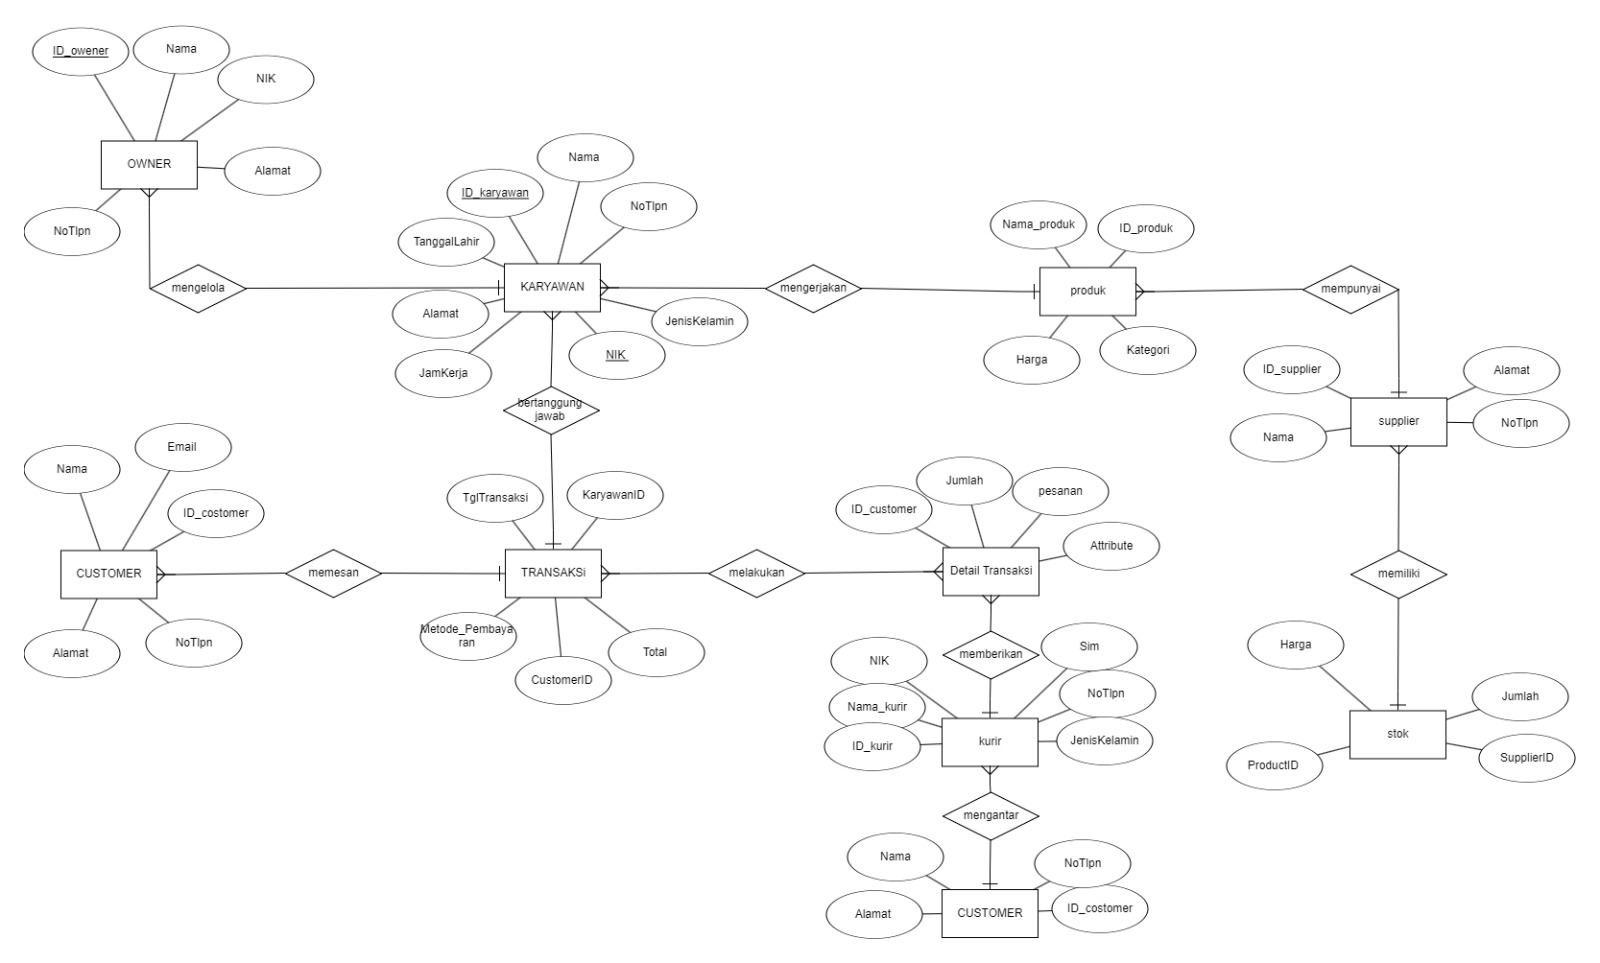 ID_owener
Nama
NIK
OWNER
Alamat
NoTlpn
mengelola
Nama
ID_karyawan
NoTlpn
TanggalLahir
KARYAWAN
Alamat
JenisKelamin
NIK
JamKerja
mengerjakan
Nama_produk
ID_produk
produk
Harga
Kategori
mempunyai
ID_supplier
Alamat
supplier
Nama
NoTlpn
bertanggung
jawab
Email
Nama
ID_costomer
CUSTOMER
Alamat
NoTlpn
memesan
TglTransaksi
KaryawanID
TRANSAKSi
Metode_Pembaya
ran
CustomerID
Total
melakukan
Jumlah
pesanan
ID_customer
Attribute
Detail Transaksi
memberikan
memiliki
NIK
Sim
Nama_kurir
NoTlpn
ID_kurir
kurir
JenisKelamin
Harga
Jumlah
stok
ProductID
SupplierID
mengantar
Nama
NoTlpn
Alamat
CUSTOMER
ID_costomer